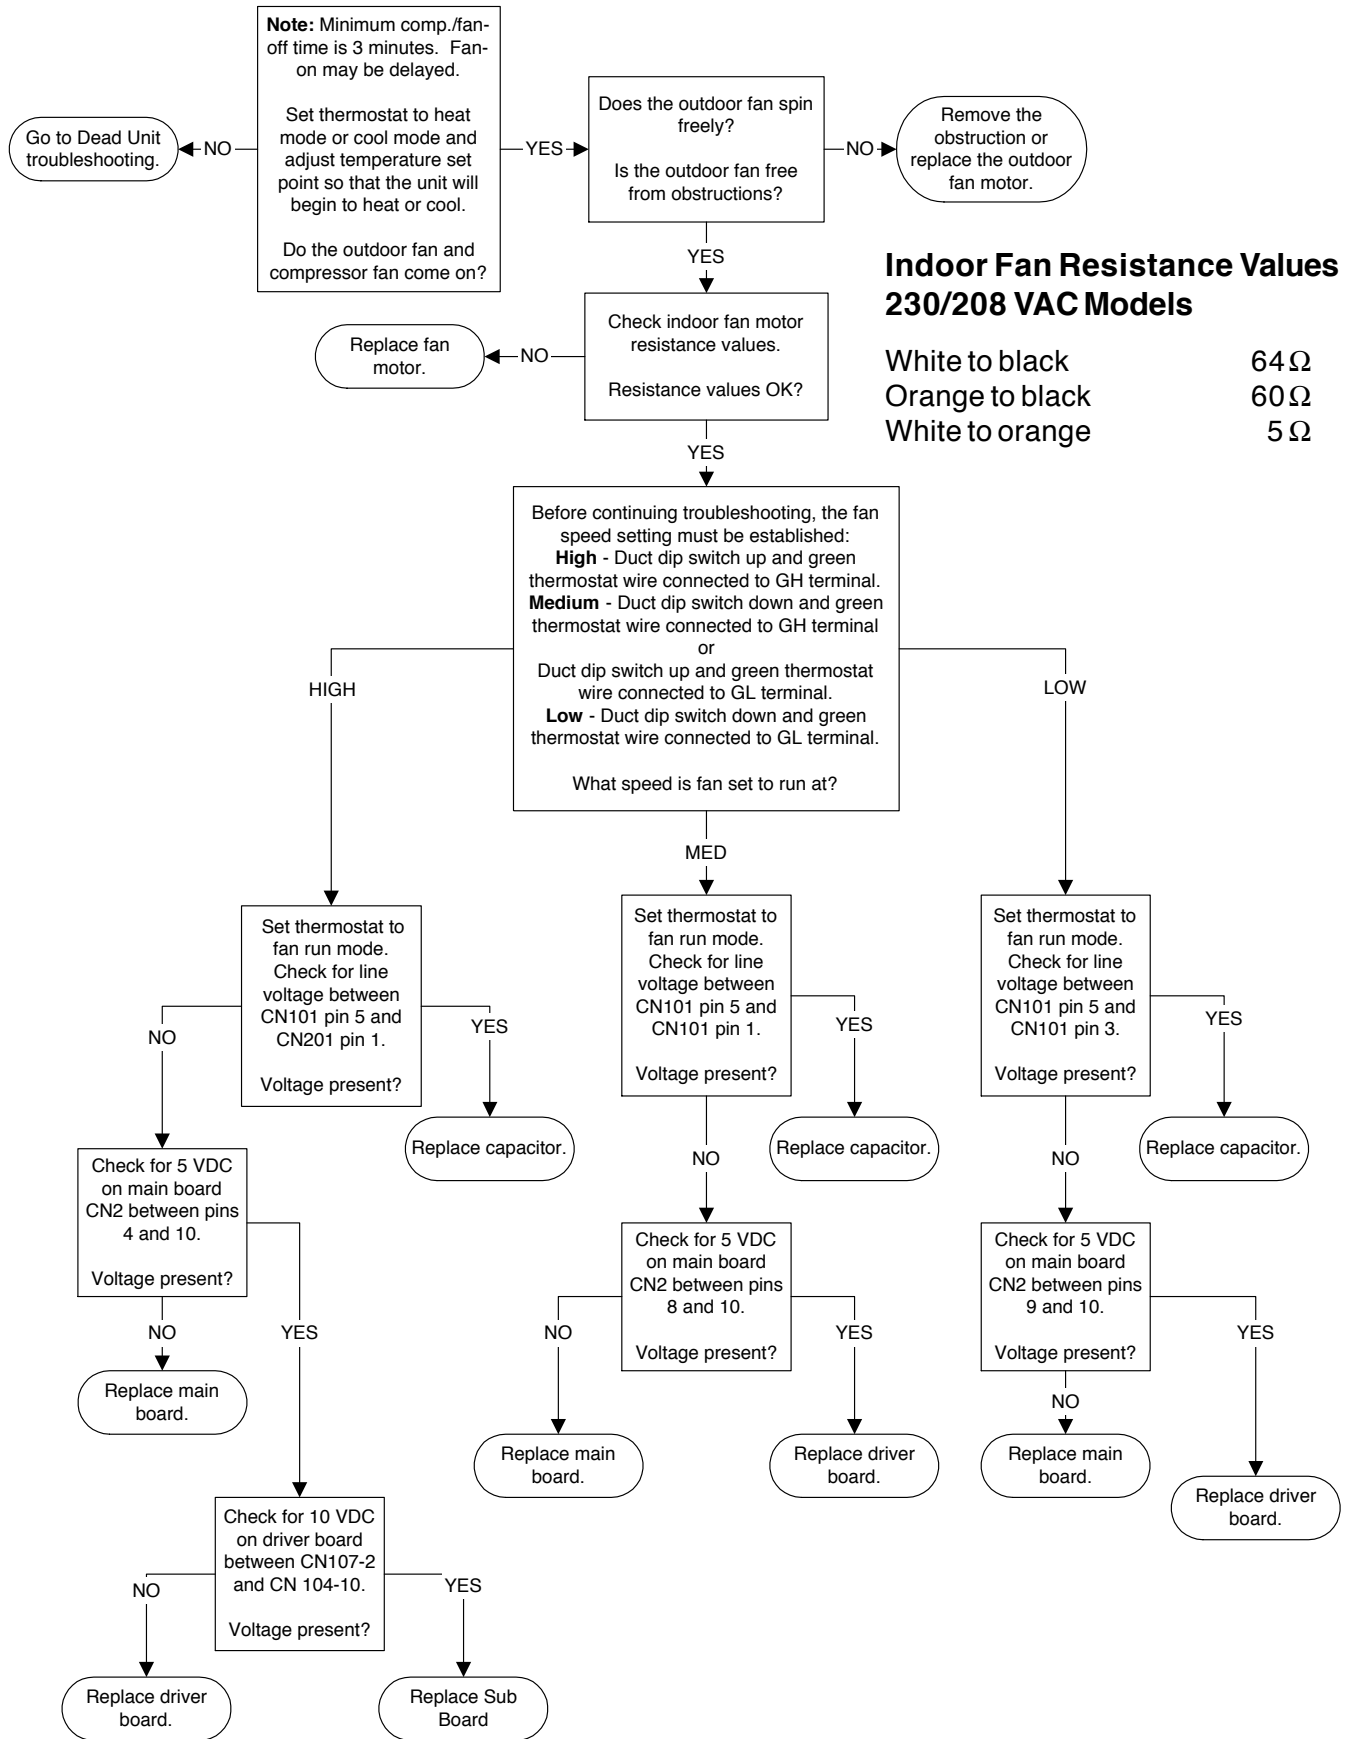 Note: Minimum comp./fan-
off time is 3 minutes. Fan-
on may be delayed.
Set thermostat to heat
mode or cool mode and
adjust temperature set
point so that the unit will
begin to heat or cool.
Do the outdoor fan and
compressor fan come on?
NO
Go to Dead Unit
troubleshooting.
YES
Does the outdoor fan spin
freely?
Is the outdoor fan free
from obstructions?
NO
Remove the
obstruction or
replace the outdoor
fan motor.
YES
Indoor Fan Resistance Values
230/208 VAC Models
White to black 64 Ω
Orange to black 60 Ω
White to orange 5 Ω
Check indoor fan motor
resistance values.
Resistance values OK?
NO
Replace fan
motor.
YES
Before continuing troubleshooting, the fan
speed setting must be established:
High - Duct dip switch up and green
thermostat wire connected to GH terminal.
Medium - Duct dip switch down and green
thermostat wire connected to GH terminal
or
Duct dip switch up and green thermostat
wire connected to GL terminal.
Low - Duct dip switch down and green
thermostat wire connected to GL terminal.
What speed is fan set to run at?
HIGH
Set thermostat to
fan run mode.
Check for line
voltage between
CN101 pin 5 and
CN201 pin 1.
Voltage present?
YES
Replace capacitor.
NO
Check for 5 VDC
on main board
CN2 between pins
4 and 10.
Voltage present?
NO
Replace main
board.
YES
Check for 10 VDC
on driver board
between CN107-2
and CN 104-10.
Voltage present?
NO
Replace driver
board.
YES
Replace Sub
Board
MED
Set thermostat to
fan run mode.
Check for line
voltage between
CN101 pin 5 and
CN101 pin 1.
Voltage present?
YES
Replace capacitor.
NO
Check for 5 VDC
on main board
CN2 between pins
8 and 10.
Voltage present?
NO
Replace main
board.
YES
Replace driver
board.
LOW
Set thermostat to
fan run mode.
Check for line
voltage between
CN101 pin 5 and
CN101 pin 3.
Voltage present?
YES
Replace capacitor.
NO
Check for 5 VDC
on main board
CN2 between pins
9 and 10.
Voltage present?
NO
Replace main
board.
YES
Replace driver
board.